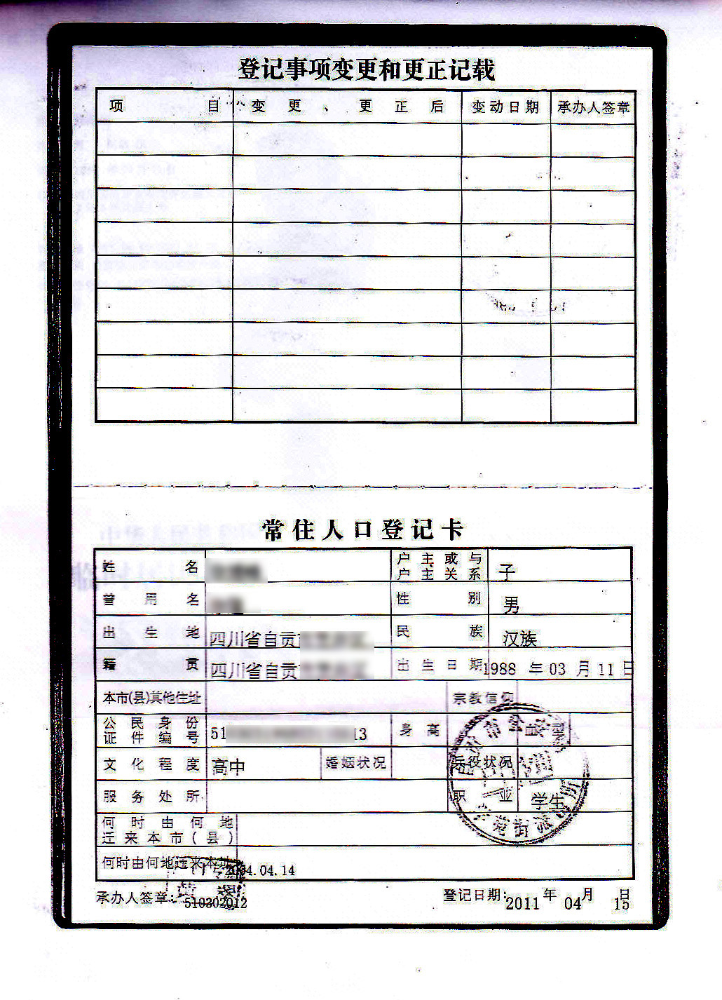 登记事项变更和更正记载
项 目 变 更 、 更 正 后 变动日期 承办人签章
常住人口登记卡
姓 名 户主或与户主关系 子
曾 用 名 性 别 男
出 生 地 四川省自贡 民 族 汉族
籍 贯 四川省自贡 出生日期 1988 年 03 月 11 日
本市(县)其他住址 宗教信仰
公民身份证件编号 51 13 身 高
文化程度 高中 婚姻状况 兵役状况
服务处所 职 业 学生
何时由何地迁来本市(县)
何时由何地迁来本址 2004.04.14
承办人签章: 510302012 登记日期: 2011 年 04 月 15 日